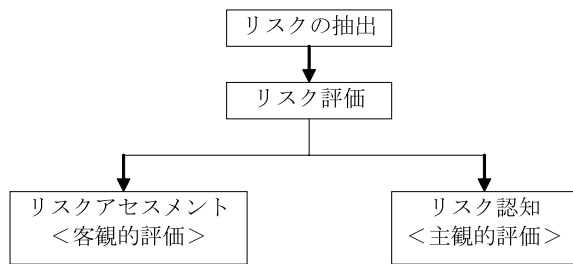 リスクの抽出
リスク評価
リスクアセスメント
＜客観的評価＞
リスク認知
＜主観的評価＞